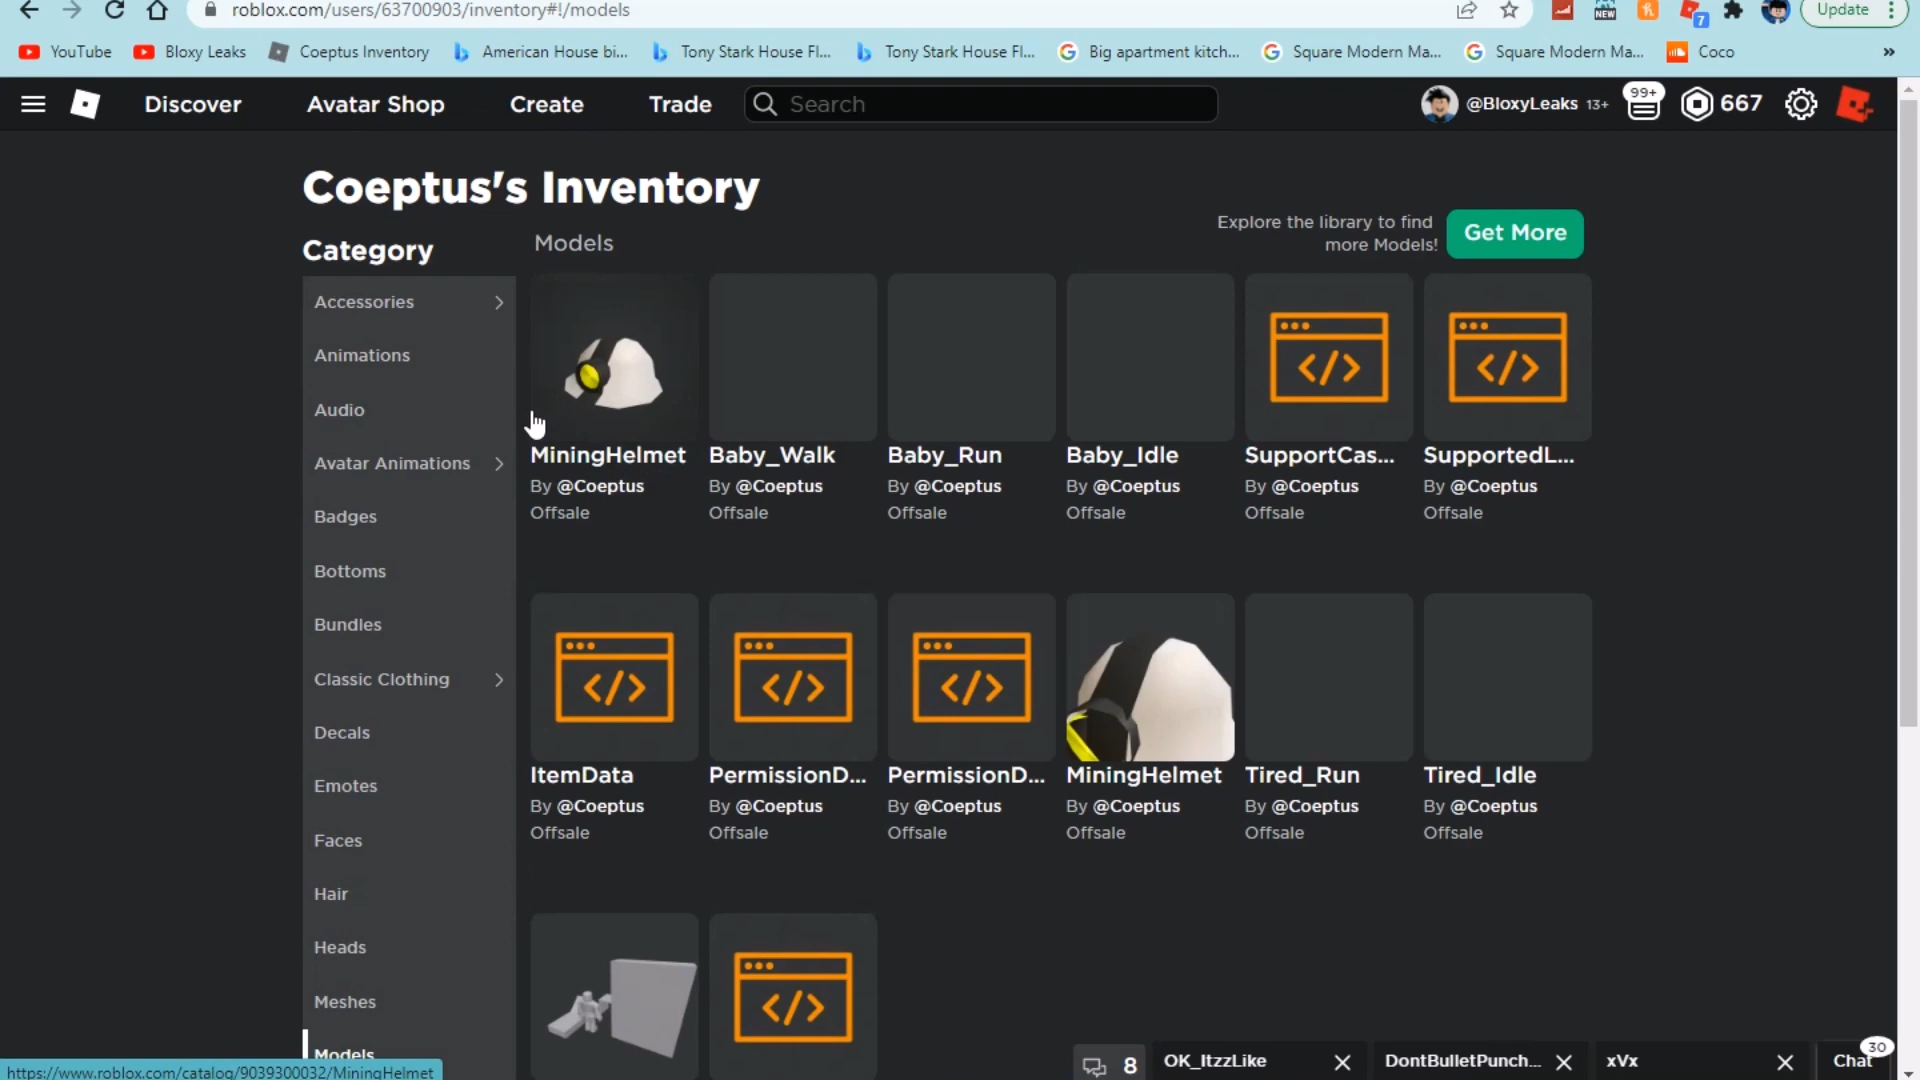 roblox.com/users/63700903/inventory#!/models
NEW
7
Update
YouTube
Bloxy Leaks
Coeptus Inventory
American House bi...
Tony Stark House Fl...
Tony Stark House Fl...
Big apartment kitch...
Square Modern Ma...
Square Modern Ma...
Coco
»
Discover
Avatar Shop
Create
Trade
Search
@BloxyLeaks 13+
99+
667
Coeptus's Inventory
Category
Models
Explore the library to find
more Models!
Get More
Accessories
Animations
Audio
Avatar Animations
Badges
Bottoms
Bundles
Classic Clothing
Decals
Emotes
Faces
Hair
Heads
Meshes
Models
MiningHelmet
By @Coeptus
Offsale
Baby_Walk
By @Coeptus
Offsale
Baby_Run
By @Coeptus
Offsale
Baby_Idle
By @Coeptus
Offsale
SupportCas...
By @Coeptus
Offsale
SupportedL...
By @Coeptus
Offsale
ItemData
By @Coeptus
Offsale
PermissionD...
By @Coeptus
Offsale
PermissionD...
By @Coeptus
Offsale
MiningHelmet
By @Coeptus
Offsale
Tired_Run
By @Coeptus
Offsale
Tired_Idle
By @Coeptus
Offsale
8
OK_ItzzLike
DontBulletPunch...
xVx
Chat
30
https://www.roblox.com/catalog/9039300032/MiningHelmet